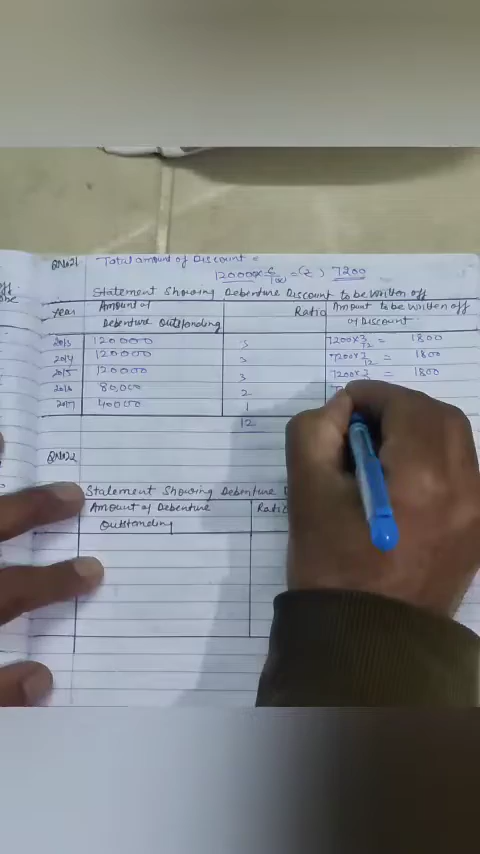 QNo21 Total amount of Discount =
120000 × 6/100 = (₹) 7200
Statement Showing Debenture Discount to be Written off
Year Amount of Debenture Outstanding Ratio Amount to be Written off of Discount
2013 120000 3 7200 × 3/12 = 1800
2014 120000 3 7200 × 3/12 = 1800
2015 120000 3 7200 × 3/12 = 1800
2016 80,000 2
2017 40000 1
12
QNo22
Statement Showing Debenture
Amount of Debenture Outstanding